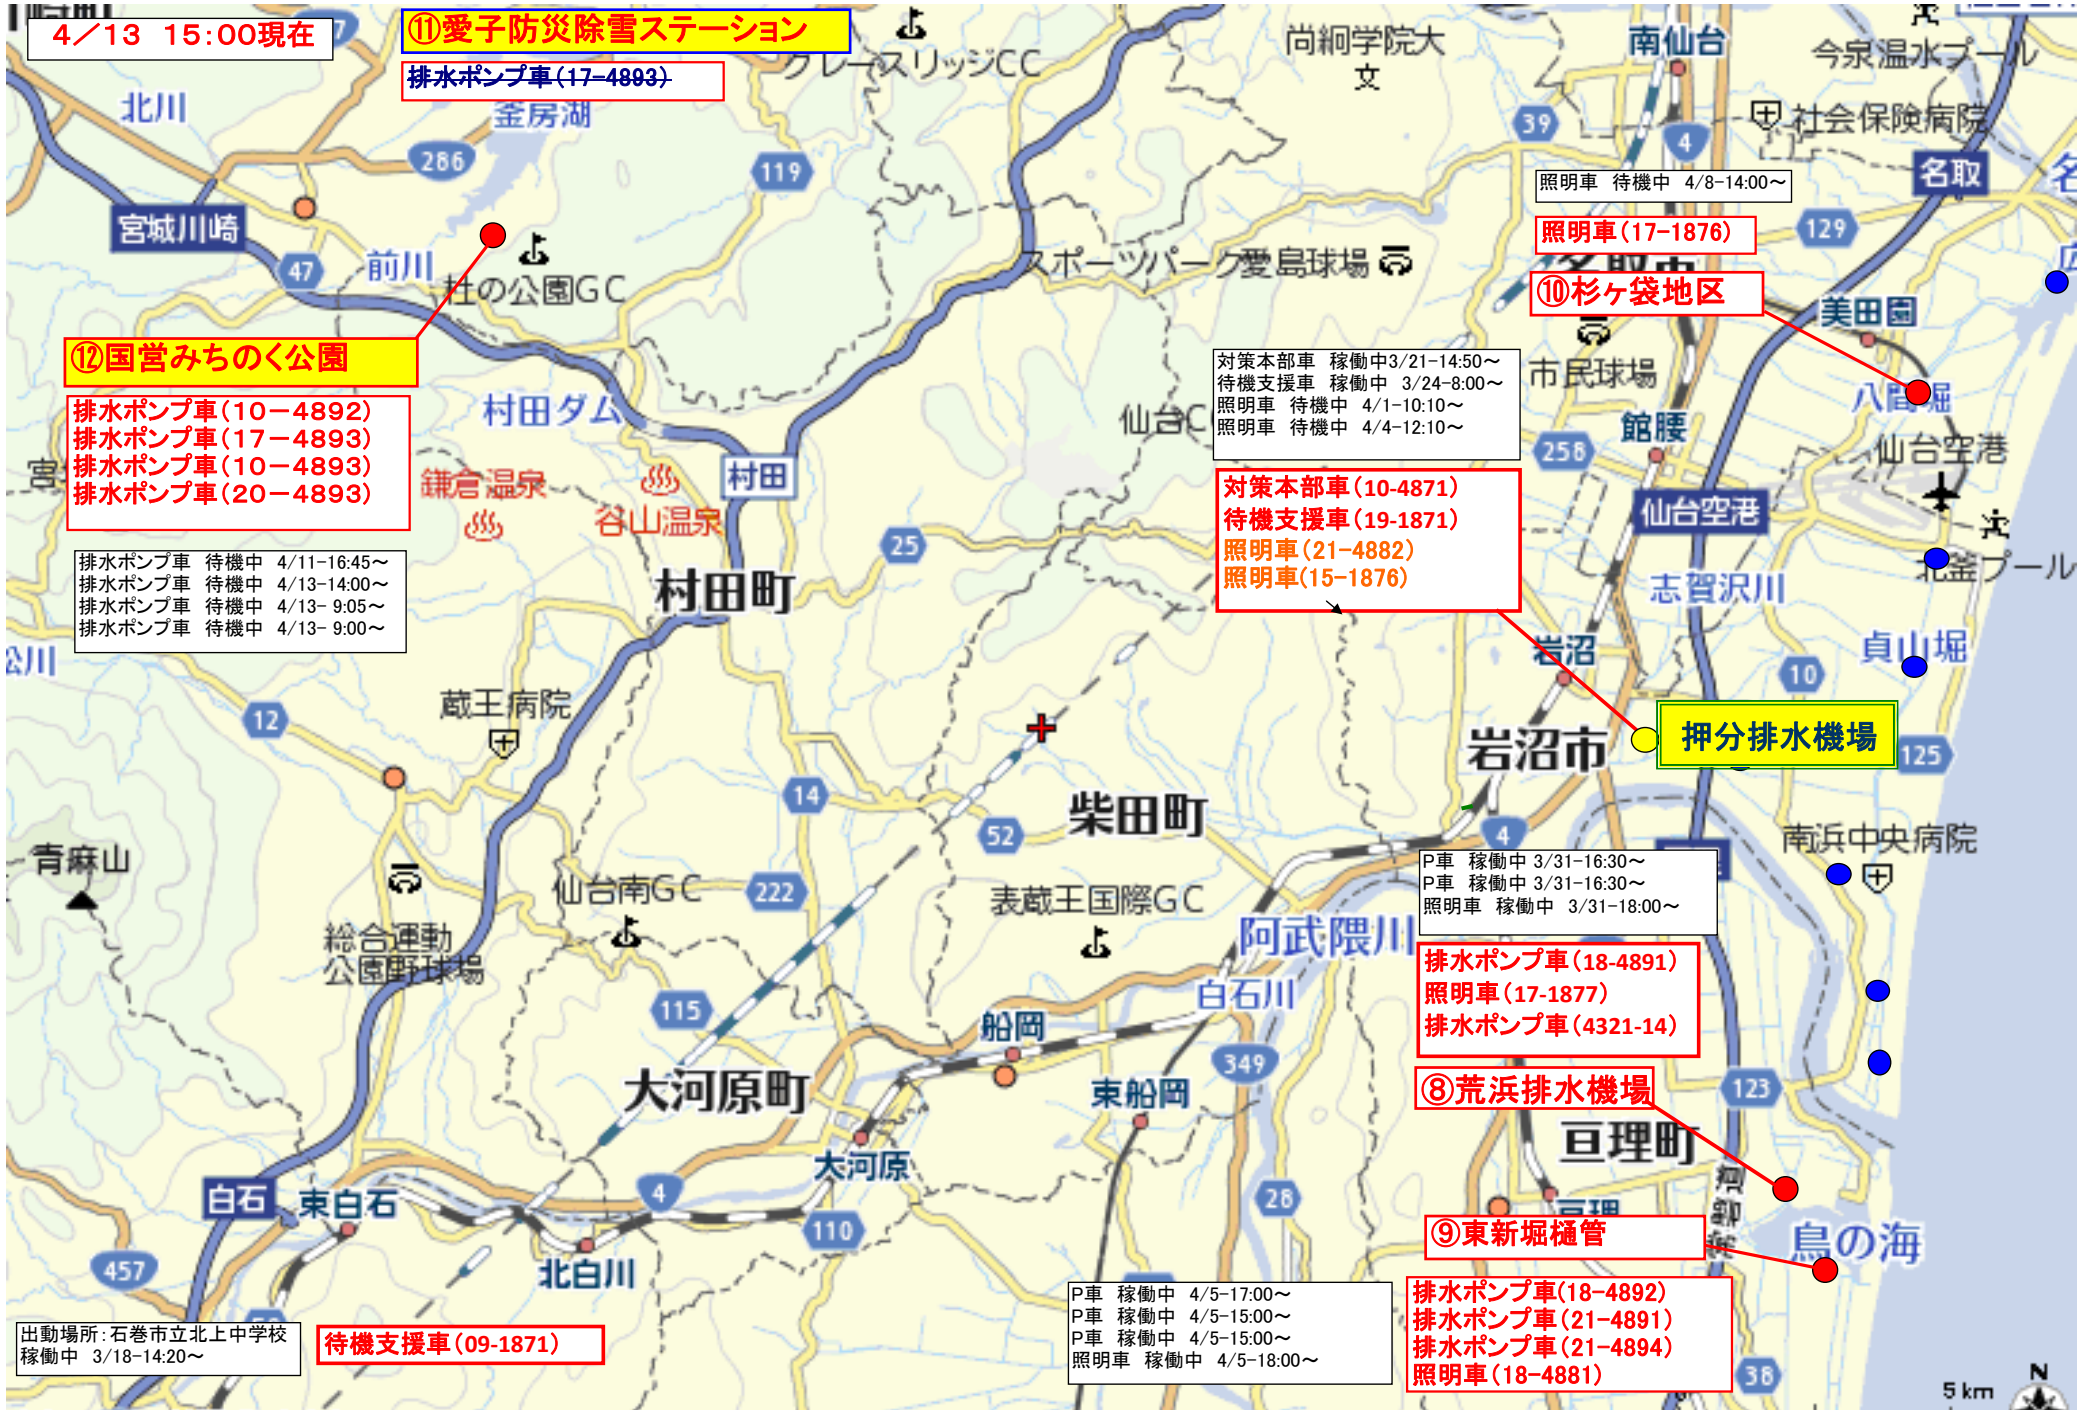 4／13　15：00現在
⑪愛子防災除雪ステーション
排水ポンプ車（17-4893）
グレースリッジCC
尚絅学院大
南仙台
今泉温水プール
北川
釜房湖
286
119
39
4
社会保険病院
名取
照明車　待機中　4/8-14:00～
照明車（17-1876）
129
宮城川崎
47
前川
杜の公園GC
スポーツパーク愛島球場
⑩杉ヶ袋地区
美田園
⑫国営みちのく公園
排水ポンプ車（10－4892）
排水ポンプ車（17－4893）
排水ポンプ車（10－4893）
排水ポンプ車（20－4893）
排水ポンプ車　待機中　4/11-16:45～
排水ポンプ車　待機中　4/13-14:00～
排水ポンプ車　待機中　4/13- 9:05～
排水ポンプ車　待機中　4/13- 9:00～
村田ダム
鎌倉温泉
谷山温泉
村田
25
村田町
対策本部車　稼働中3/21-14:50～
待機支援車　稼働中　3/24-8:00～
照明車　待機中　4/1-10:10～
照明車　待機中　4/4-12:10～
仙台C
市民球場
館腰
258
八間堀
仙台空港
仙台空港
対策本部車（10-4871）
待機支援車（19-1871）
照明車（21-4882）
照明車（15-1876）
北釜プール
志賀沢川
貞山堀
岩沼
10
岩沼市
押分排水機場
125
松川
12
蔵王病院
14
52
柴田町
4
南浜中央病院
青麻山
222
仙台南GC
表蔵王国際GC
総合運動
公園野球場
阿武隈川
白石川
115
船岡
349
東船岡
大河原町
大河原
P車　稼働中 3/31-16:30～
P車　稼働中 3/31-16:30～
照明車　稼働中　3/31-18:00～
排水ポンプ車（18-4891）
照明車（17-1877）
排水ポンプ車（4321-14）
⑧荒浜排水機場
123
亘理町
亘理
常磐道
鳥の海
⑨東新堀樋管
排水ポンプ車(18-4892）
排水ポンプ車（21-4891）
排水ポンプ車（21-4894）
照明車（18-4881）
P車　稼働中　4/5-17:00～
P車　稼働中　4/5-15:00～
P車　稼働中　4/5-15:00～
照明車　稼働中　4/5-18:00～
白石
東白石
4
110
28
北白川
457
出動場所：石巻市立北上中学校
稼働中　3/18-14:20～
待機支援車（09-1871）
38
5 km
N